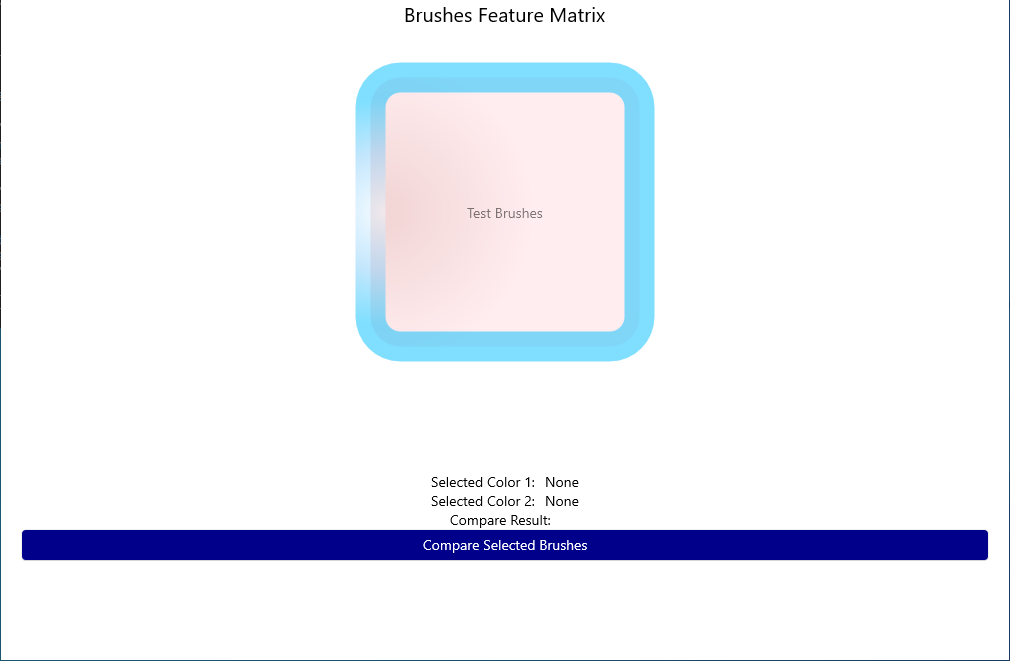 Brushes Feature Matrix
Test Brushes
Selected Color 1: None
Selected Color 2: None
Compare Result:
Compare Selected Brushes